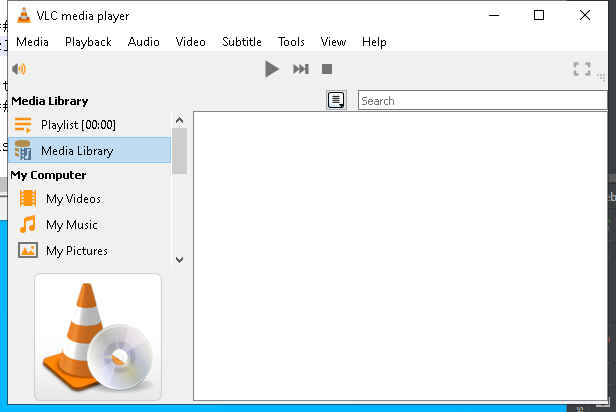 VLC media player
Media Playback Audio Video Subtitle Tools View Help
Media Library
Search
Playlist [00:00]
Media Library
My Computer
My Videos
My Music
My Pictures